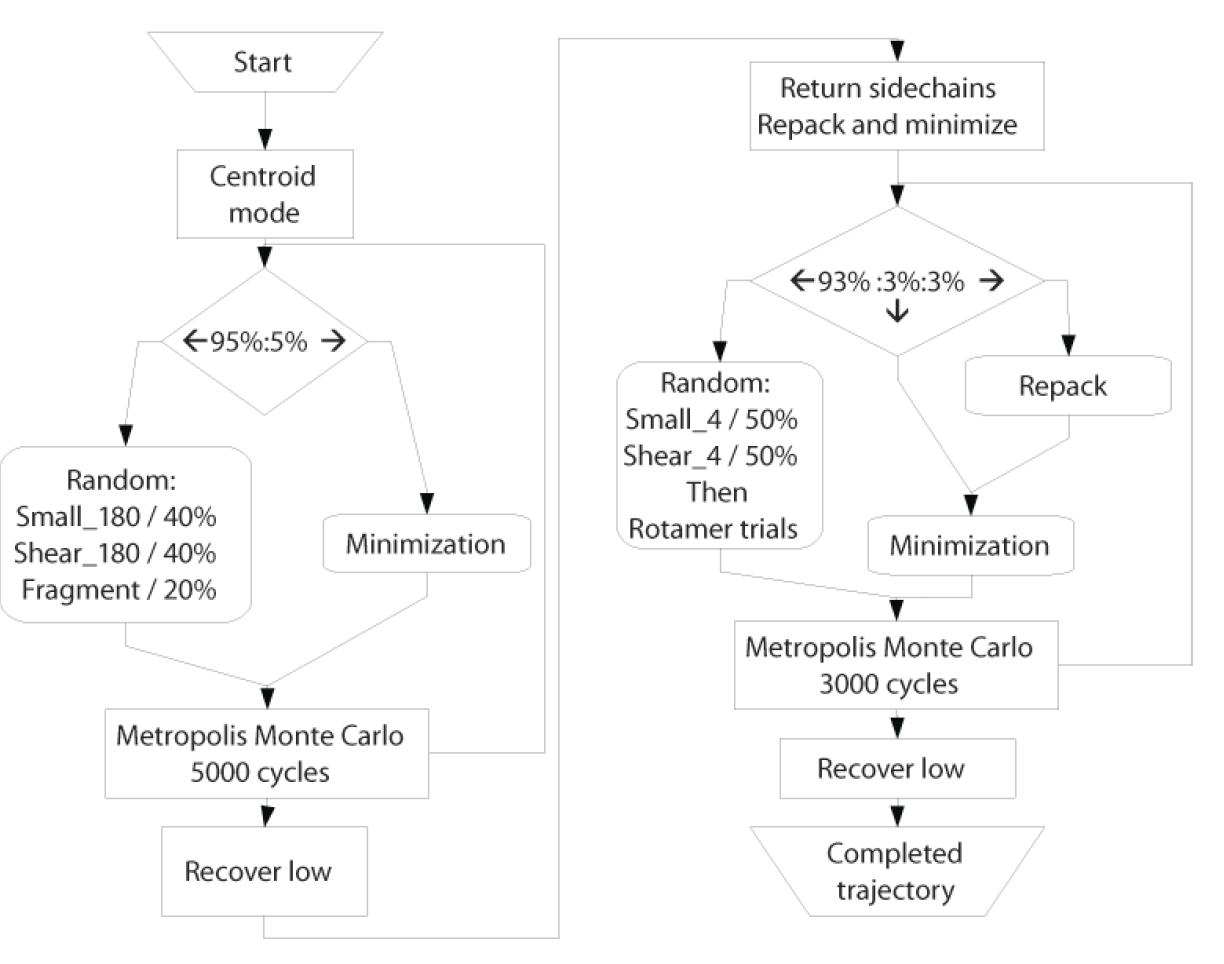 Start
Centroid
mode
←95%:5% →
Random:
Small_180 / 40%
Shear_180 / 40%
Fragment / 20%
Minimization
Metropolis Monte Carlo
5000 cycles
Recover low
Return sidechains
Repack and minimize
←93% :3%:3% →
↓
Random:
Small_4 / 50%
Shear_4 / 50%
Then
Rotamer trials
Repack
Minimization
Metropolis Monte Carlo
3000 cycles
Recover low
Completed
trajectory